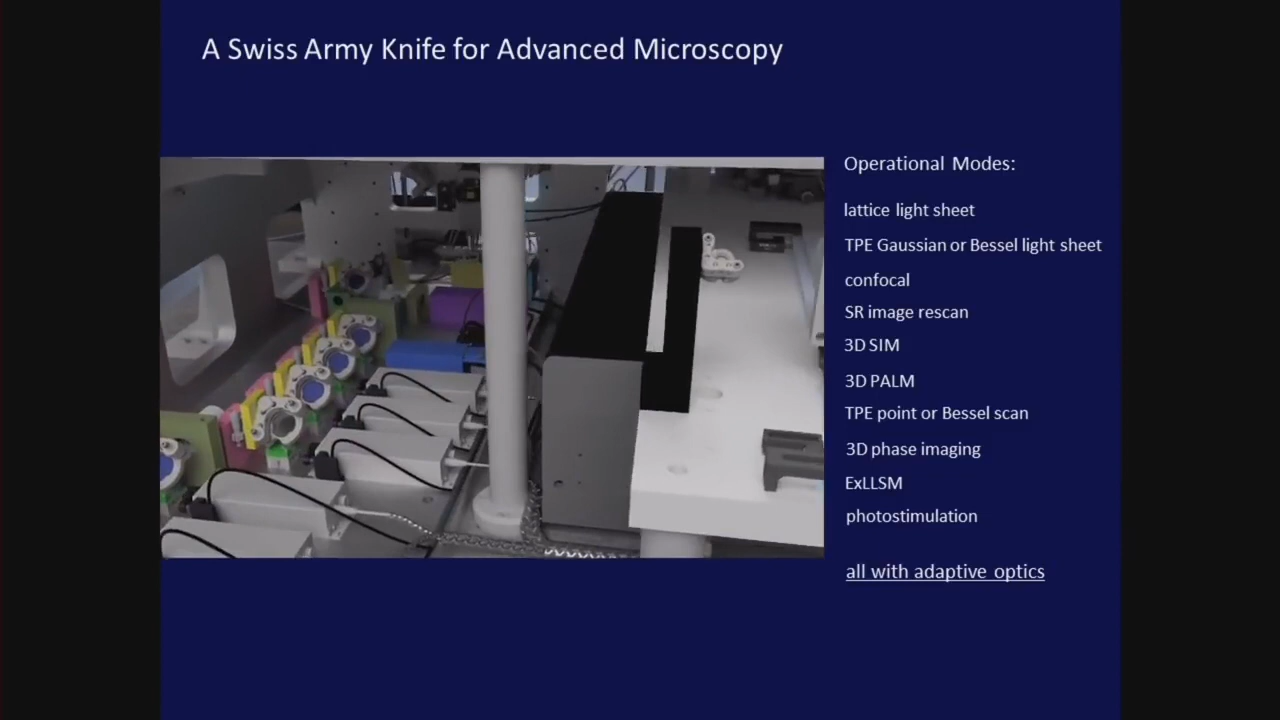 A Swiss Army Knife for Advanced Microscopy
Operational Modes:
lattice light sheet
TPE Gaussian or Bessel light sheet
confocal
SR image rescan
3D SIM
3D PALM
TPE point or Bessel scan
3D phase imaging
ExLLSM
photostimulation
all with adaptive optics